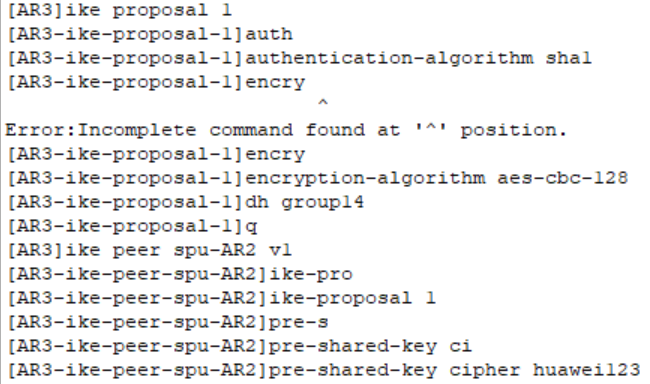 [AR3]ike proposal 1
[AR3-ike-proposal-1]auth
[AR3-ike-proposal-1]authentication-algorithm sha1
[AR3-ike-proposal-1]encry
^
Error:Incomplete command found at '^' position.
[AR3-ike-proposal-1]encry
[AR3-ike-proposal-1]encryption-algorithm aes-cbc-128
[AR3-ike-proposal-1]dh group14
[AR3-ike-proposal-1]q
[AR3]ike peer spu-AR2 v1
[AR3-ike-peer-spu-AR2]ike-pro
[AR3-ike-peer-spu-AR2]ike-proposal 1
[AR3-ike-peer-spu-AR2]pre-s
[AR3-ike-peer-spu-AR2]pre-shared-key ci
[AR3-ike-peer-spu-AR2]pre-shared-key cipher huawei123